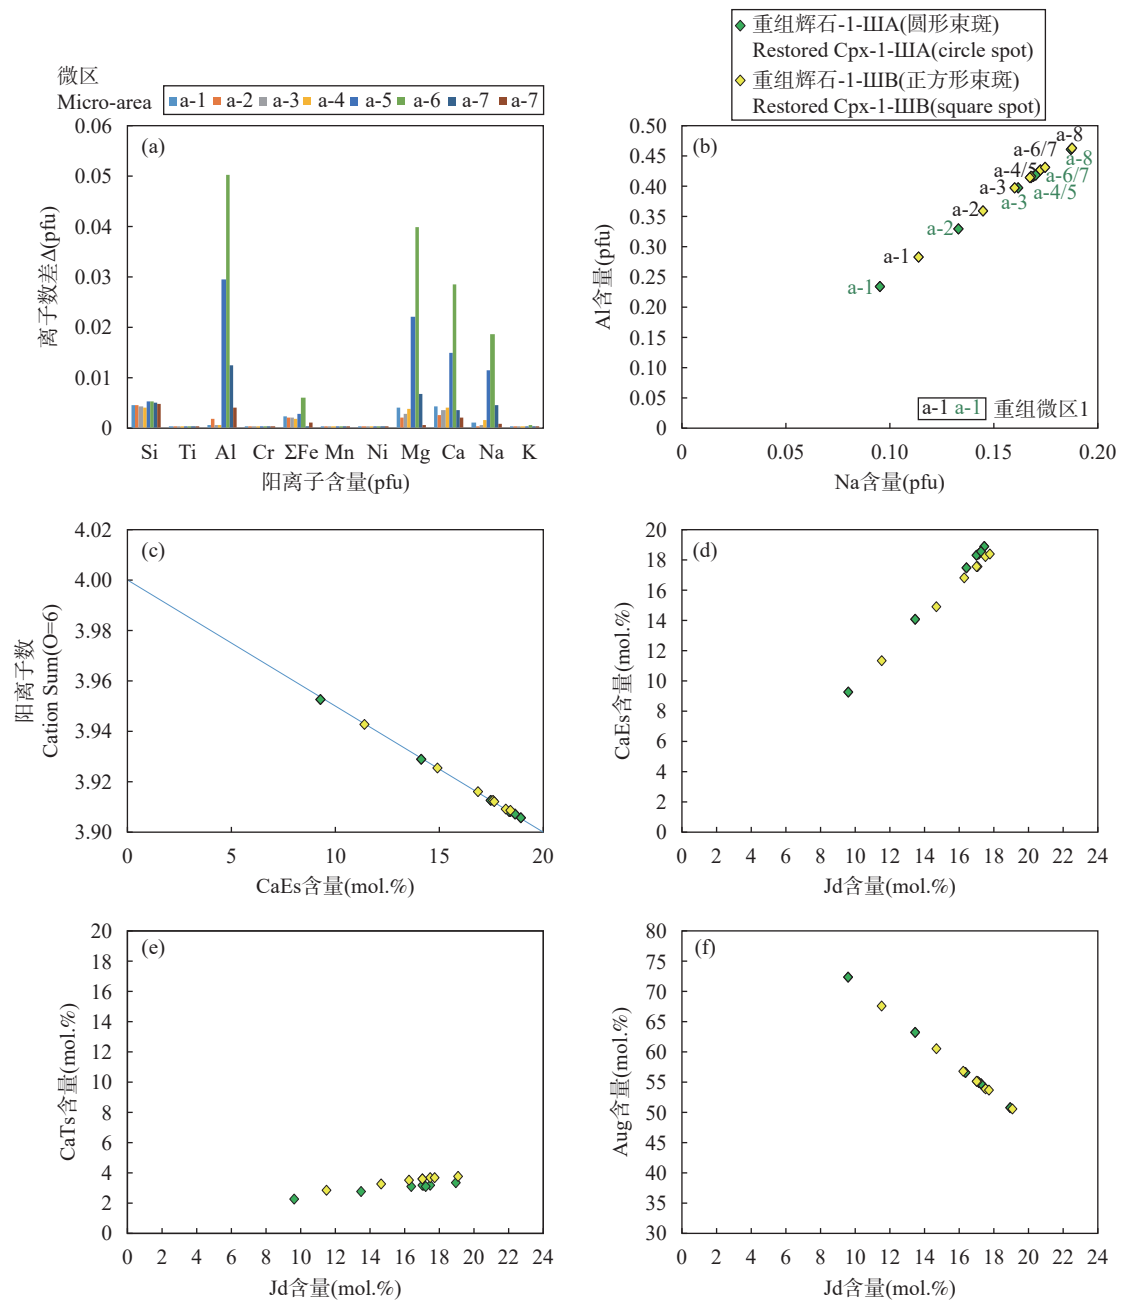 重组辉石-1-ШA(圆形束斑)
Restored Cpx-1-ШA(circle spot)
重组辉石-1-ШB(正方形束斑)
Restored Cpx-1-ШB(square spot)
微区
Micro-area
a-1 a-2 a-3 a-4 a-5 a-6 a-7 a-7
(a)
离子数差Δ(pfu)
0.06
0.05
0.04
0.03
0.02
0.01
0
Si Ti Al Cr ΣFe Mn Ni Mg Ca Na K
阳离子含量(pfu)
(b)
Al含量(pfu)
0.50
0.45
0.40
0.35
0.30
0.25
0.20
0.15
0.10
0.05
0
a-8
a-6/7
a-8
a-4/5
a-6/7
a-3
a-4/5
a-3
a-2
a-2
a-1
a-1
a-1 a-1 重组微区1
0 0.05 0.10 0.15 0.20
Na含量(pfu)
(c)
阳离子数
Cation Sum(O=6)
4.02
4.00
3.98
3.96
3.94
3.92
3.90
0 5 10 15 20
CaEs含量(mol.%)
(d)
CaEs含量(mol.%)
20
18
16
14
12
10
8
6
4
2
0
0 2 4 6 8 10 12 14 16 18 20 22 24
Jd含量(mol.%)
(e)
CaTs含量(mol.%)
20
18
16
14
12
10
8
6
4
2
0
0 2 4 6 8 10 12 14 16 18 20 22 24
Jd含量(mol.%)
(f)
Aug含量(mol.%)
80
75
70
65
60
55
50
45
40
35
30
0 2 4 6 8 10 12 14 16 18 20 22 24
Jd含量(mol.%)